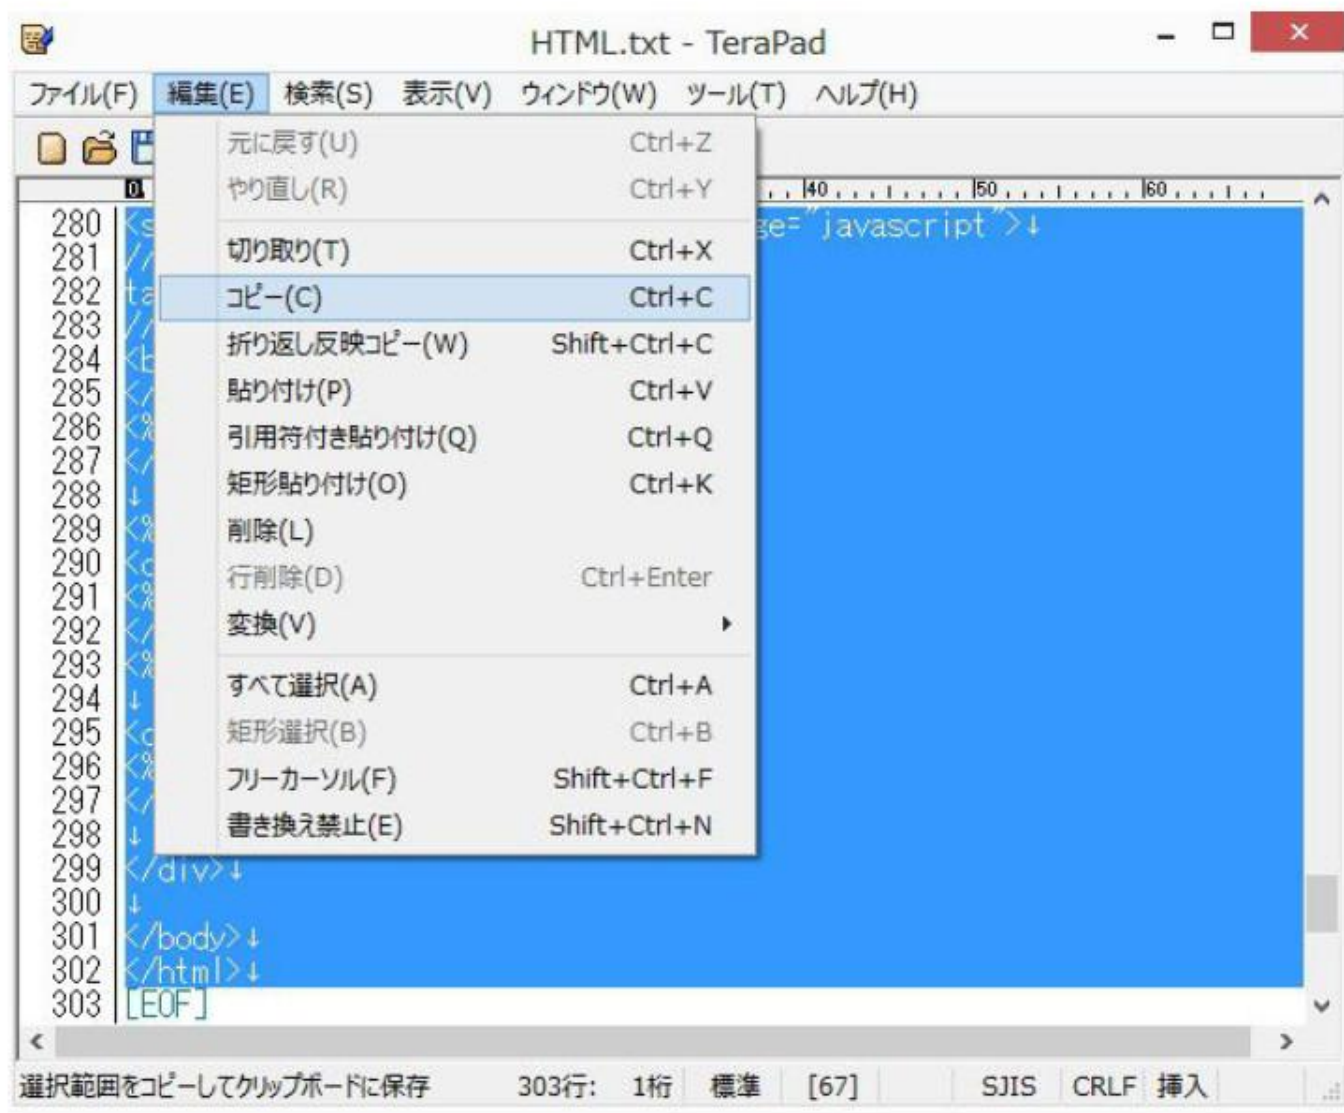 HTML.txt - TeraPad
ファイル(F) 編集(E) 検索(S) 表示(V) ウィンドウ(W) ツール(T) ヘルプ(H)
元に戻す(U) Ctrl+Z
やり直し(R) Ctrl+Y
切り取り(T) Ctrl+X
コピー(C) Ctrl+C
折り返し反映コピー(W) Shift+Ctrl+C
貼り付け(P) Ctrl+V
引用符付き貼り付け(Q) Ctrl+Q
矩形貼り付け(O) Ctrl+K
削除(L)
行削除(D) Ctrl+Enter
変換(V)
すべて選択(A) Ctrl+A
矩形選択(B) Ctrl+B
フリーカーソル(F) Shift+Ctrl+F
書き換え禁止(E) Shift+Ctrl+N
0 40 50 60
280 <s ge="javascript">↓
281 //
282 ta
283 //
284 <b
285 </
286 <%
287 </
288 ↓
289 <%
290 <c
291 <%
292 </
293 <%
294 ↓
295 <c
296 <%
297 </
298 ↓
299 </div>↓
300 ↓
301 </body>↓
302 </html>↓
303 [EOF]
選択範囲をコピーしてクリップボードに保存 303行: 1桁 標準 [67] SJIS CRLF 挿入